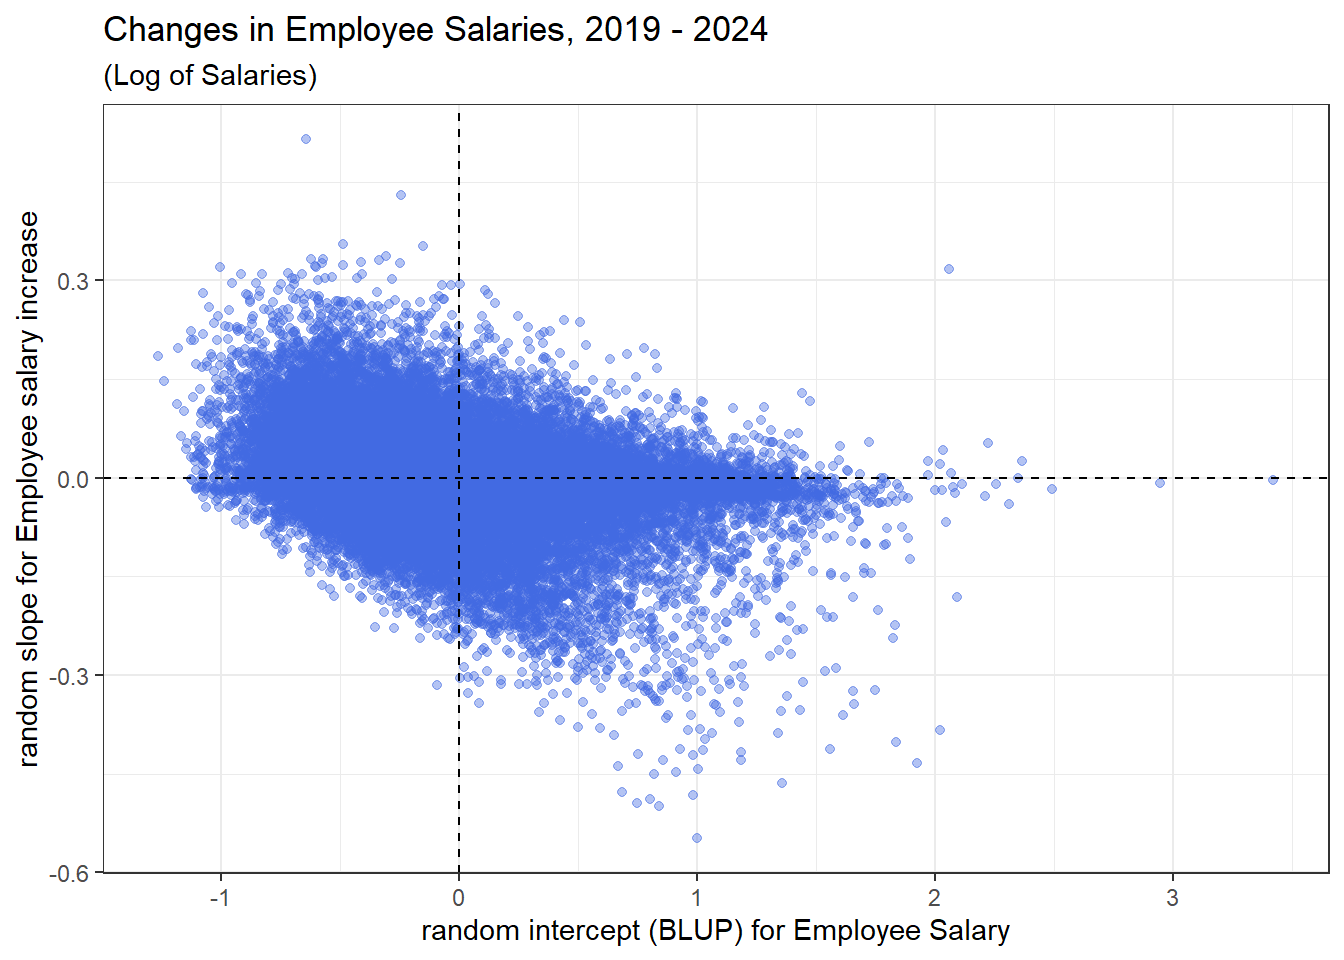 Changes in Employee Salaries, 2019 - 2024
(Log of Salaries)
random slope for Employee salary increase
0.3
0.0
-0.3
-0.6
-1
0
1
2
3
random intercept (BLUP) for Employee Salary